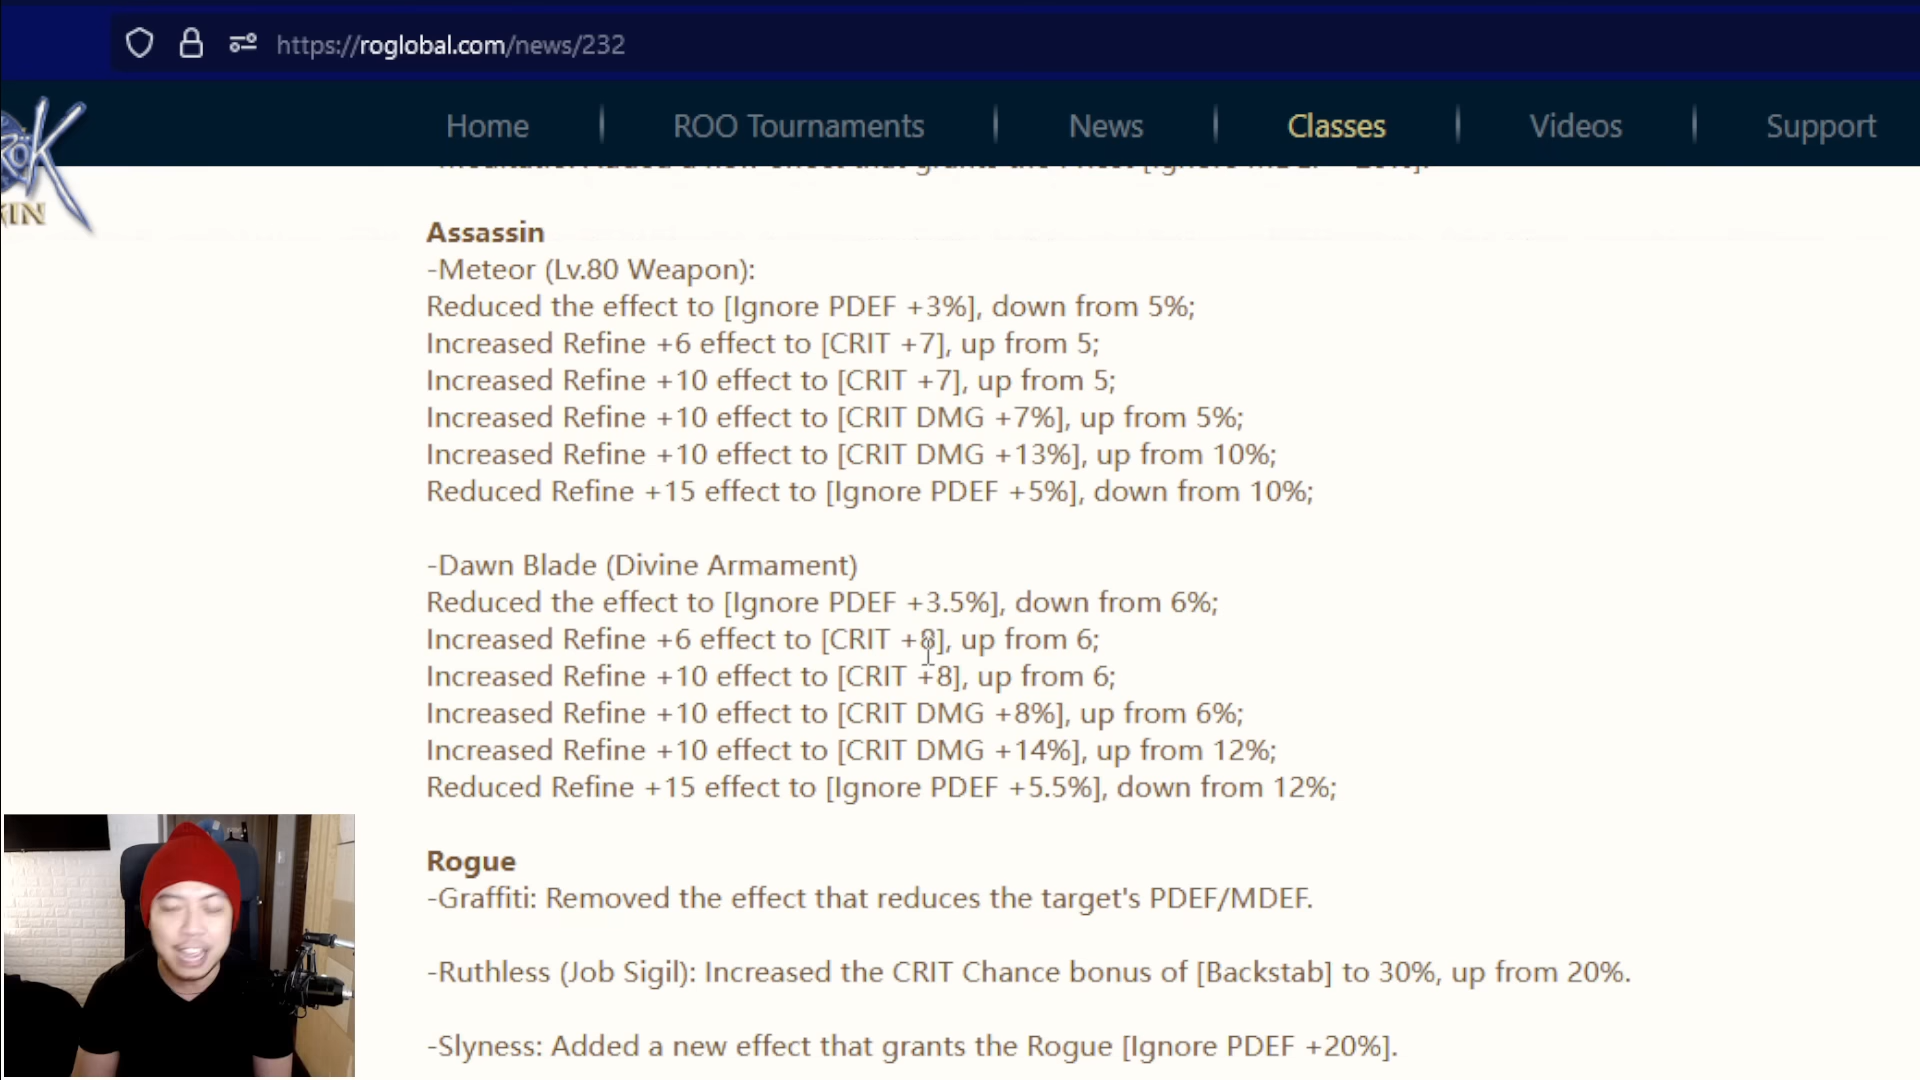 https://roglobal.com/news/232
Home
ROO Tournaments
News
Classes
Videos
Support
Assassin
-Meteor (Lv.80 Weapon):
Reduced the effect to [Ignore PDEF +3%], down from 5%;
Increased Refine +6 effect to [CRIT +7], up from 5;
Increased Refine +10 effect to [CRIT +7], up from 5;
Increased Refine +10 effect to [CRIT DMG +7%], up from 5%;
Increased Refine +10 effect to [CRIT DMG +13%], up from 10%;
Reduced Refine +15 effect to [Ignore PDEF +5%], down from 10%;
-Dawn Blade (Divine Armament)
Reduced the effect to [Ignore PDEF +3.5%], down from 6%;
Increased Refine +6 effect to [CRIT +8], up from 6;
Increased Refine +10 effect to [CRIT +8], up from 6;
Increased Refine +10 effect to [CRIT DMG +8%], up from 6%;
Increased Refine +10 effect to [CRIT DMG +14%], up from 12%;
Reduced Refine +15 effect to [Ignore PDEF +5.5%], down from 12%;
Rogue
-Graffiti: Removed the effect that reduces the target's PDEF/MDEF.
-Ruthless (Job Sigil): Increased the CRIT Chance bonus of [Backstab] to 30%, up from 20%.
-Slyness: Added a new effect that grants the Rogue [Ignore PDEF +20%].